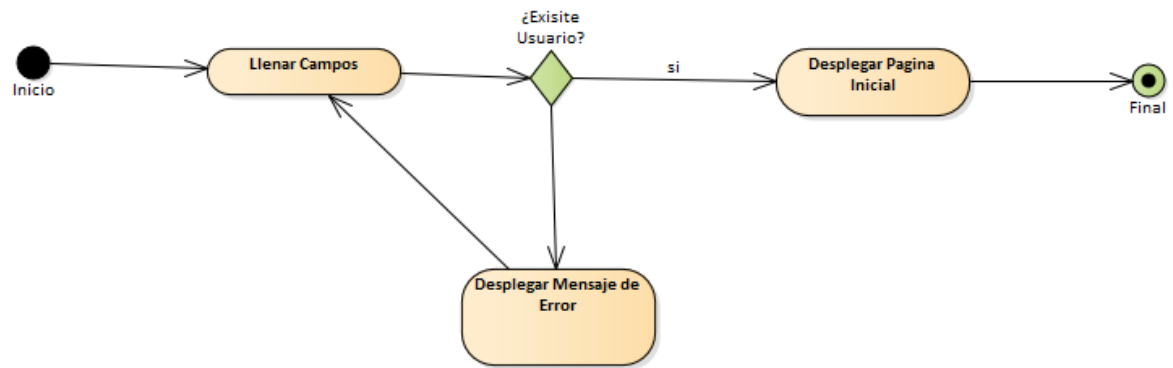 ¿Exisite
Usuario?
Inicio
Llenar Campos
si
Desplegar Pagina
Inicial
Final
Desplegar Mensaje de
Error